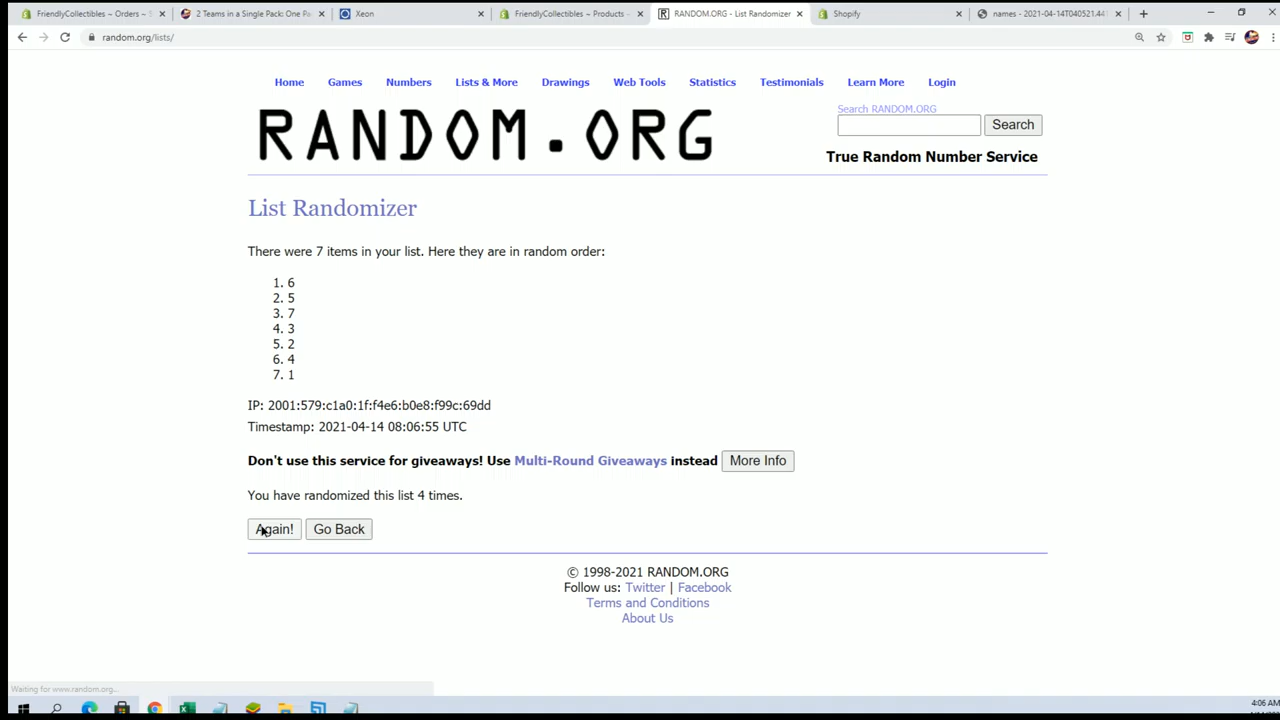 FriendlyCollectibles ~ Orders ~ S
2 Teams in a Single Pack: One Pa
Xeon
FriendlyCollectibles ~ Products ~
RANDOM.ORG - List Randomizer
Shopify
names - 2021-04-14T040521.441
random.org/lists/
Home Games Numbers Lists & More Drawings Web Tools Statistics Testimonials Learn More Login
RANDOM.ORG
Search RANDOM.ORG
Search
True Random Number Service
List Randomizer
There were 7 items in your list. Here they are in random order:
1. 6
2. 5
3. 7
4. 3
5. 2
6. 4
7. 1
IP: 2001:579:c1a0:1f:f4e6:b0e8:f99c:69dd
Timestamp: 2021-04-14 08:06:55 UTC
Don't use this service for giveaways! Use Multi-Round Giveaways instead More Info
You have randomized this list 4 times.
Again! Go Back
© 1998-2021 RANDOM.ORG
Follow us: Twitter | Facebook
Terms and Conditions
About Us
Waiting for www.random.org...
4:06 AM